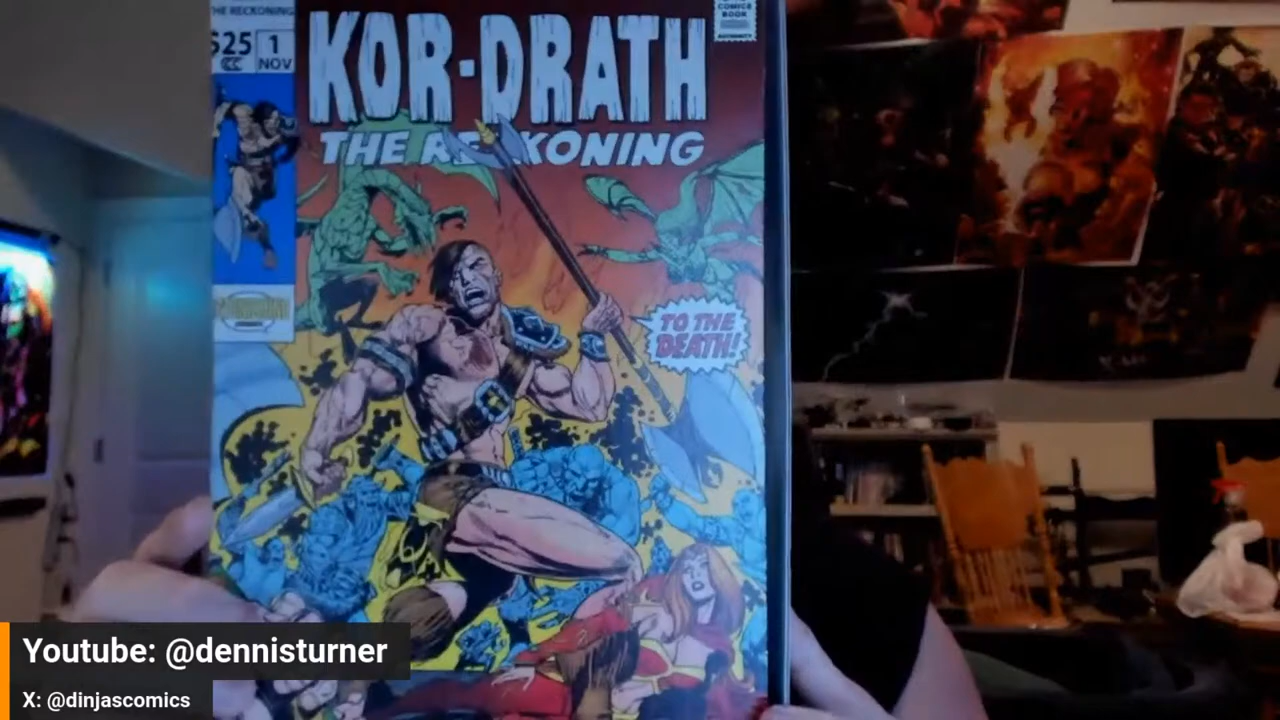 THE RECKONING
$25
1
NOV
CC
KOR-DRATH
THE RECKONING
COMICS
BOOK
AUTHORITY
TO THE
DEATH!
Youtube: @dennisturner
X: @dinjascomics